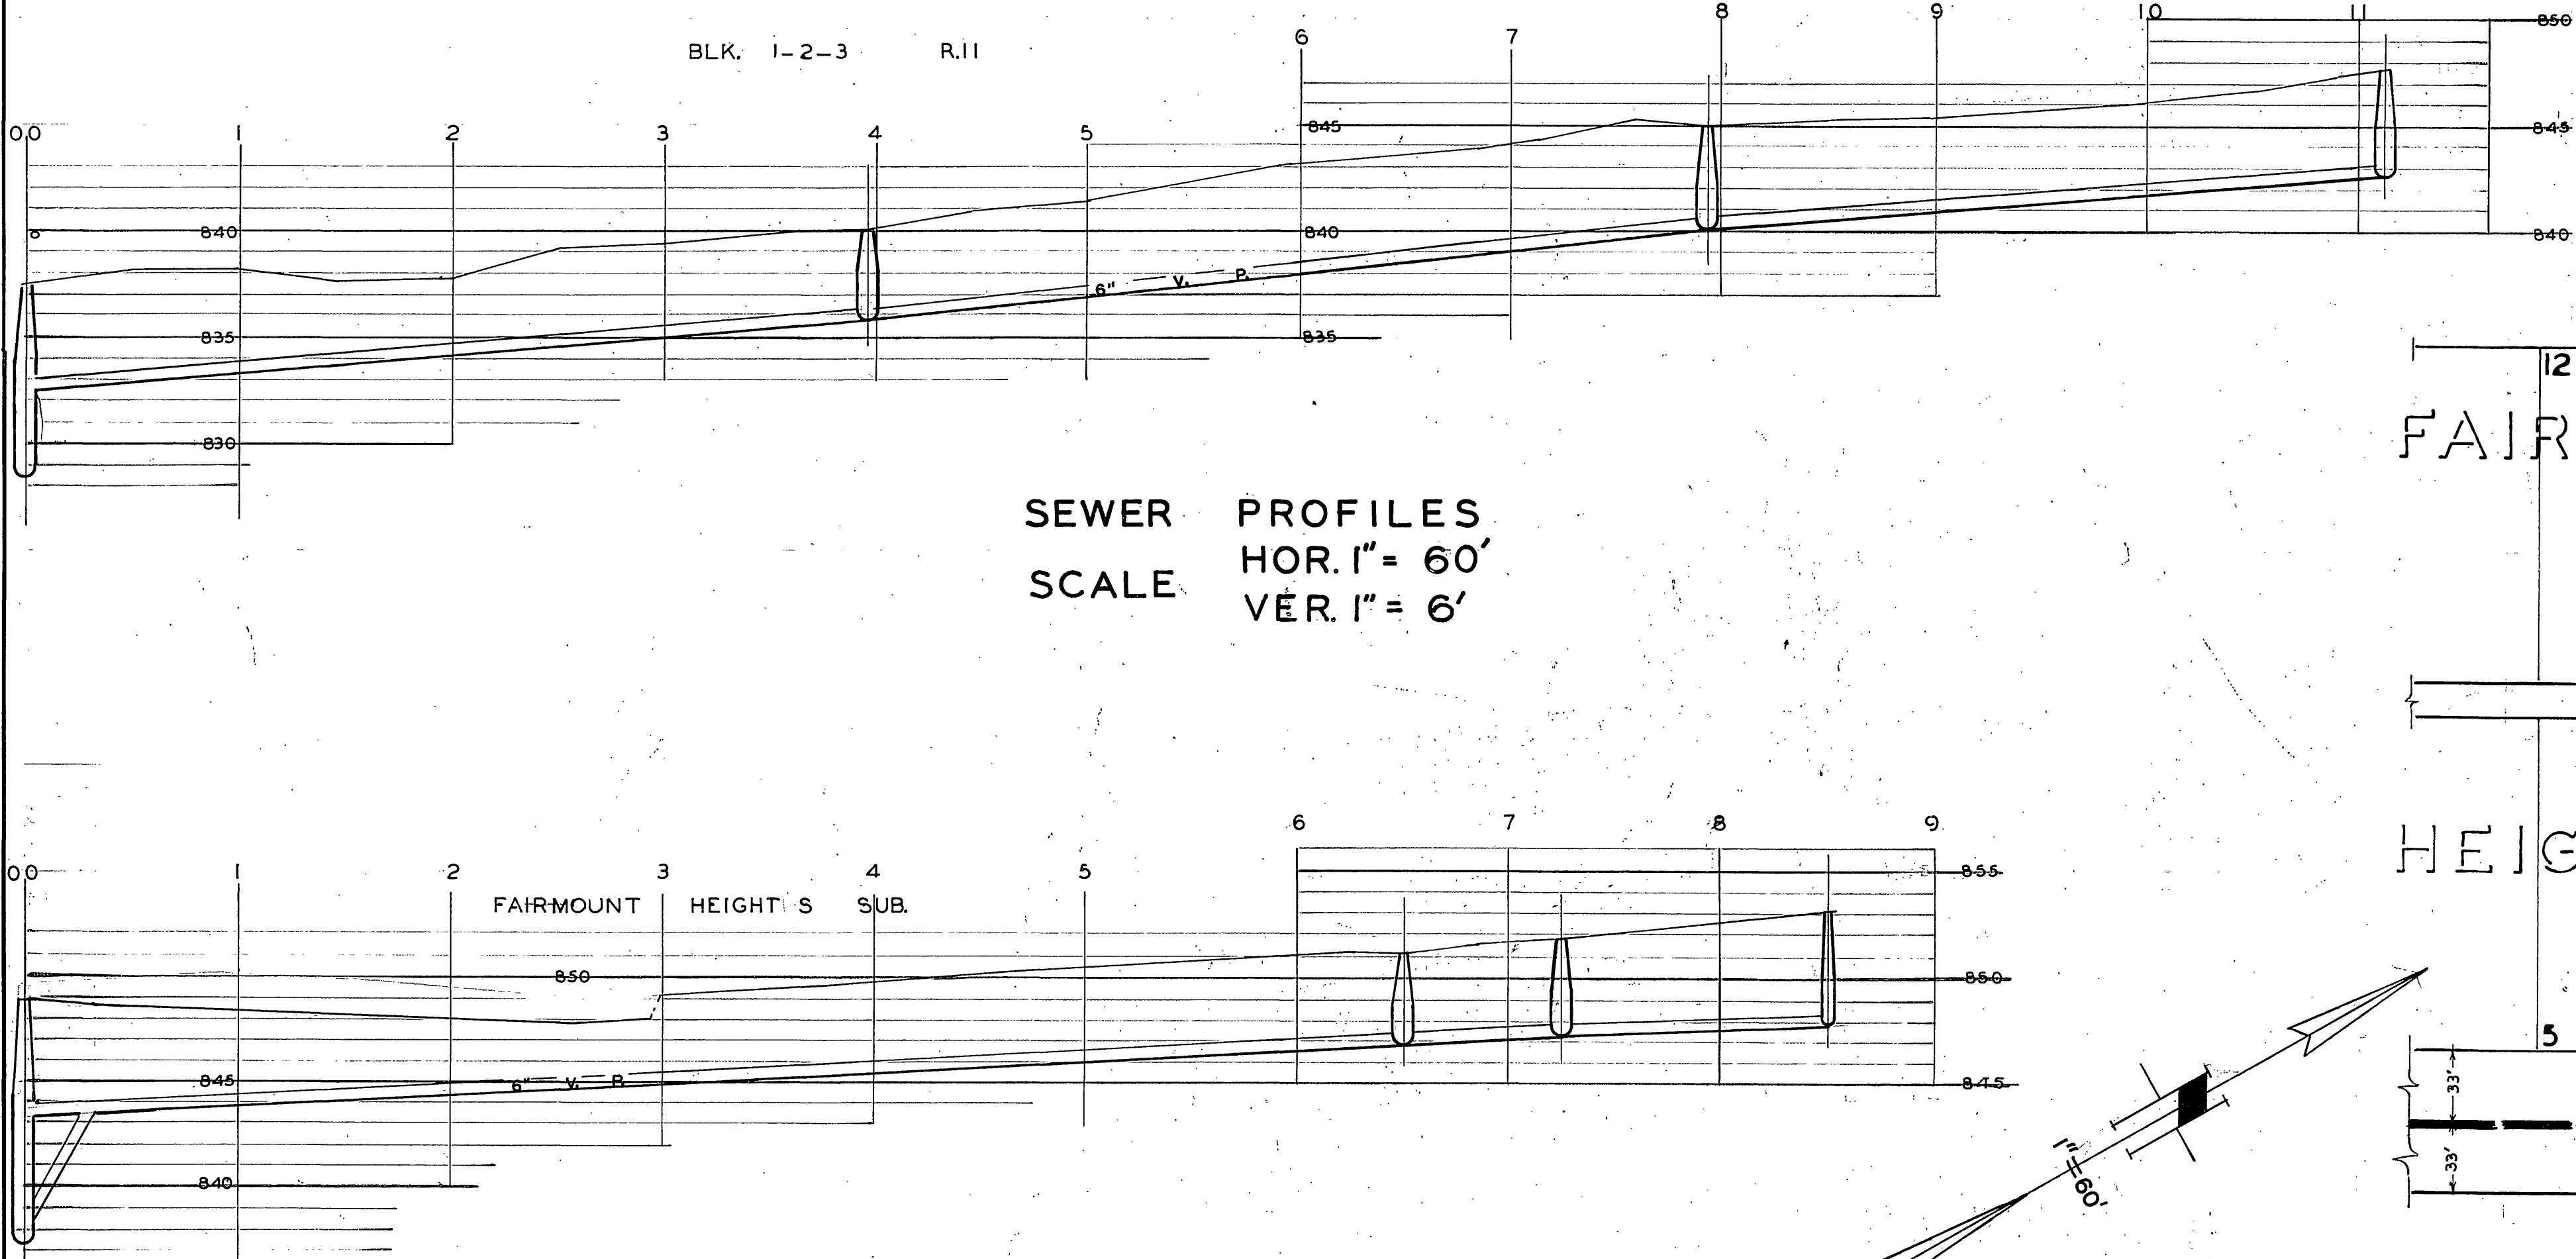 8 9 10 11
850
BLK. 1-2-3 R.11
6 7
0,0 1 2 3 4 5
845 845
840 840 840
6" V. P.
835 835
830
12
FAIR
SEWER PROFILES
SCALE
HOR. 1" = 60'
VER. 1" = 6'
6 7 8 9
HEIG
0,0 1 2 3 4 5
855
FAIRMOUNT HEIGHTS SUB.
850 850
5
845 6" V. P. 845
33'
1"=60'
33'
840